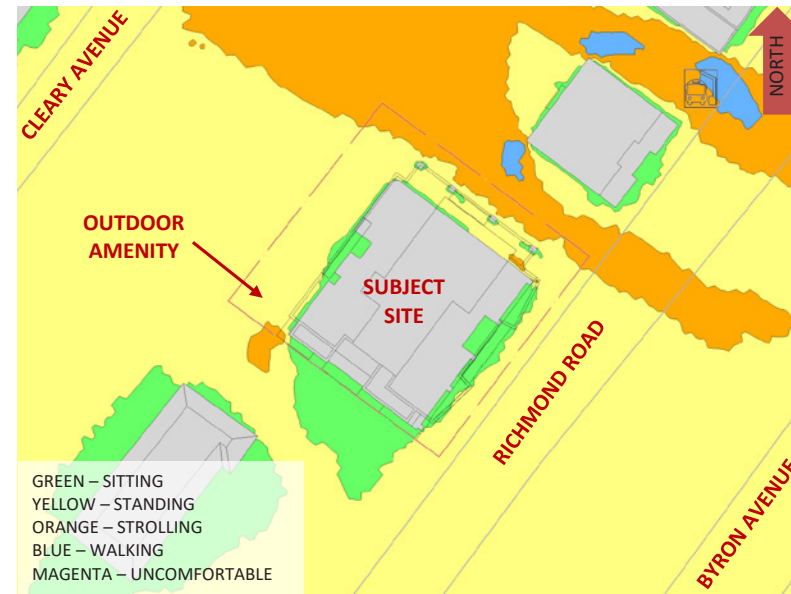 CLEARY AVENUE
NORTH
OUTDOOR
AMENITY
SUBJECT
SITE
RICHMOND ROAD
BYRON AVENUE
GREEN – SITTING
YELLOW – STANDING
ORANGE – STROLLING
BLUE – WALKING
MAGENTA – UNCOMFORTABLE